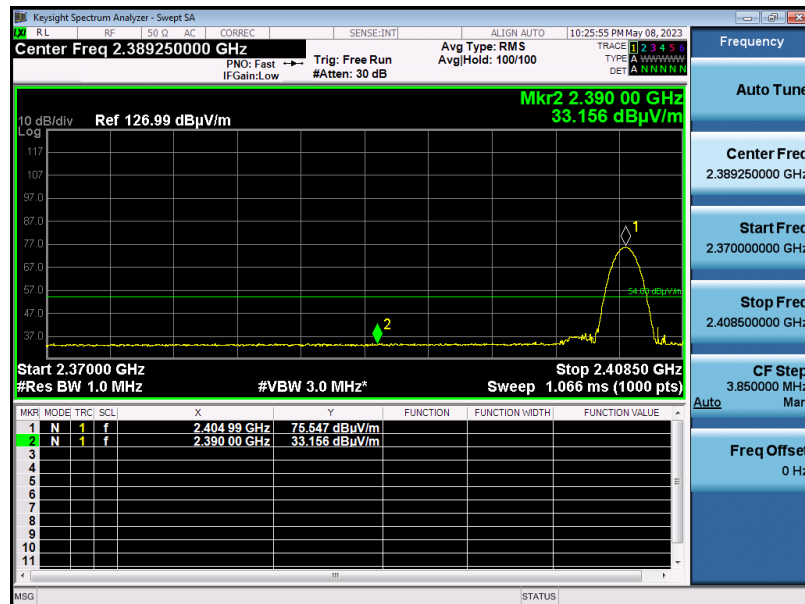 Keysight Spectrum Analyzer - Swept SA
LXI RL RF 50 Ω AC CORREC SENSE:INT ALIGN AUTO 10:25:55 PM May 08, 2023
Center Freq 2.389250000 GHz
PNO: Fast
IFGain:Low
Trig: Free Run
#Atten: 30 dB
Avg Type: RMS
Avg|Hold: 100/100
TRACE 1 2 3 4 5 6
TYPE A WWWWW
DET A N N N N N
Mkr2 2.390 00 GHz
33.156 dBµV/m
10 dB/div Ref 126.99 dBµV/m
Log
117
107
97.0
87.0
77.0
67.0
57.0
47.0
37.0
1
2
54.00 dBµV/m
Start 2.37000 GHz Stop 2.40850 GHz
#Res BW 1.0 MHz #VBW 3.0 MHz* Sweep 1.066 ms (1000 pts)
MKR MODE TRC SCL X Y FUNCTION FUNCTION WIDTH FUNCTION VALUE
1 N 1 f 2.404 99 GHz 75.547 dBµV/m
2 N 1 f 2.390 00 GHz 33.156 dBµV/m
3
4
5
6
7
8
9
10
11
MSG STATUS
Frequency
Auto Tune
Center Freq
2.389250000 GHz
Start Freq
2.370000000 GHz
Stop Freq
2.408500000 GHz
CF Step
3.850000 MHz
Auto Man
Freq Offset
0 Hz